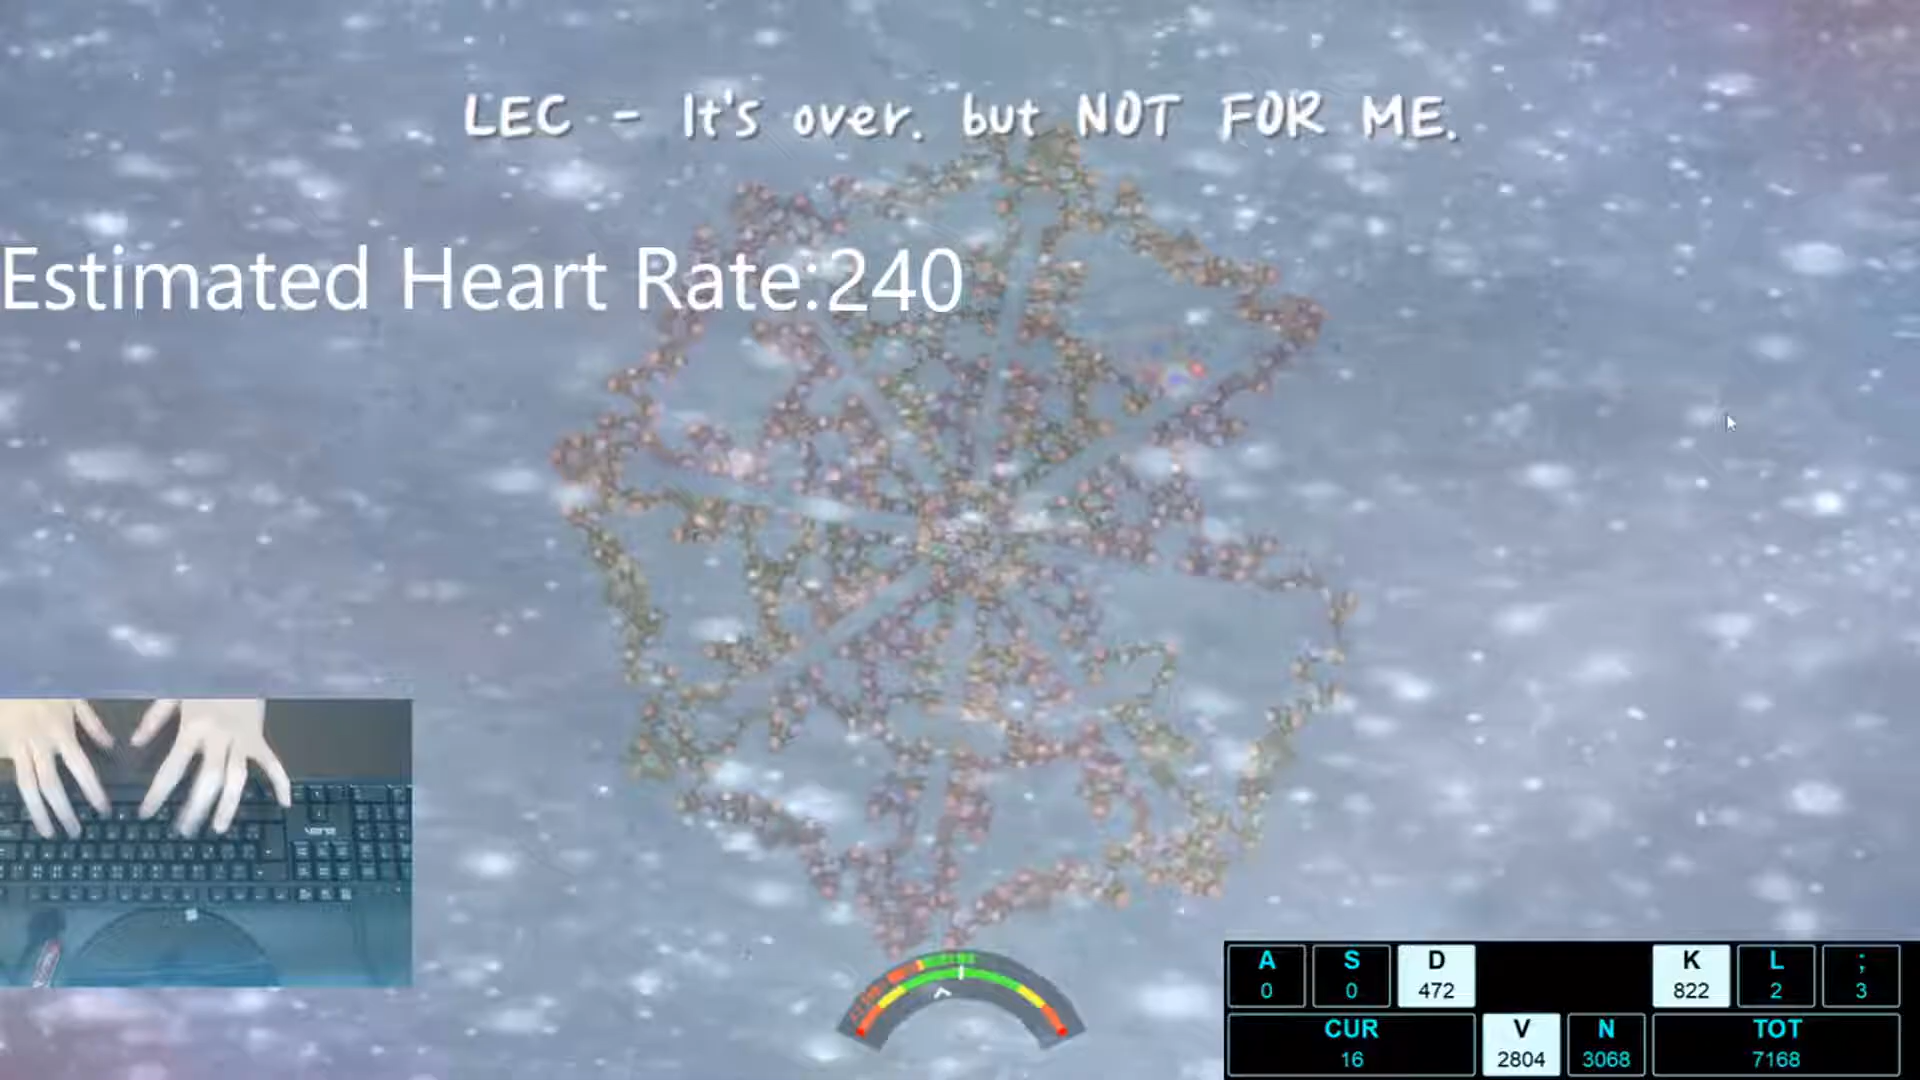 LEC - It's over. but NOT FOR ME.
Estimated Heart Rate:240
A S D K L ;
0 0 472 822 2 3
CUR V N TOT
16 2804 3068 7168